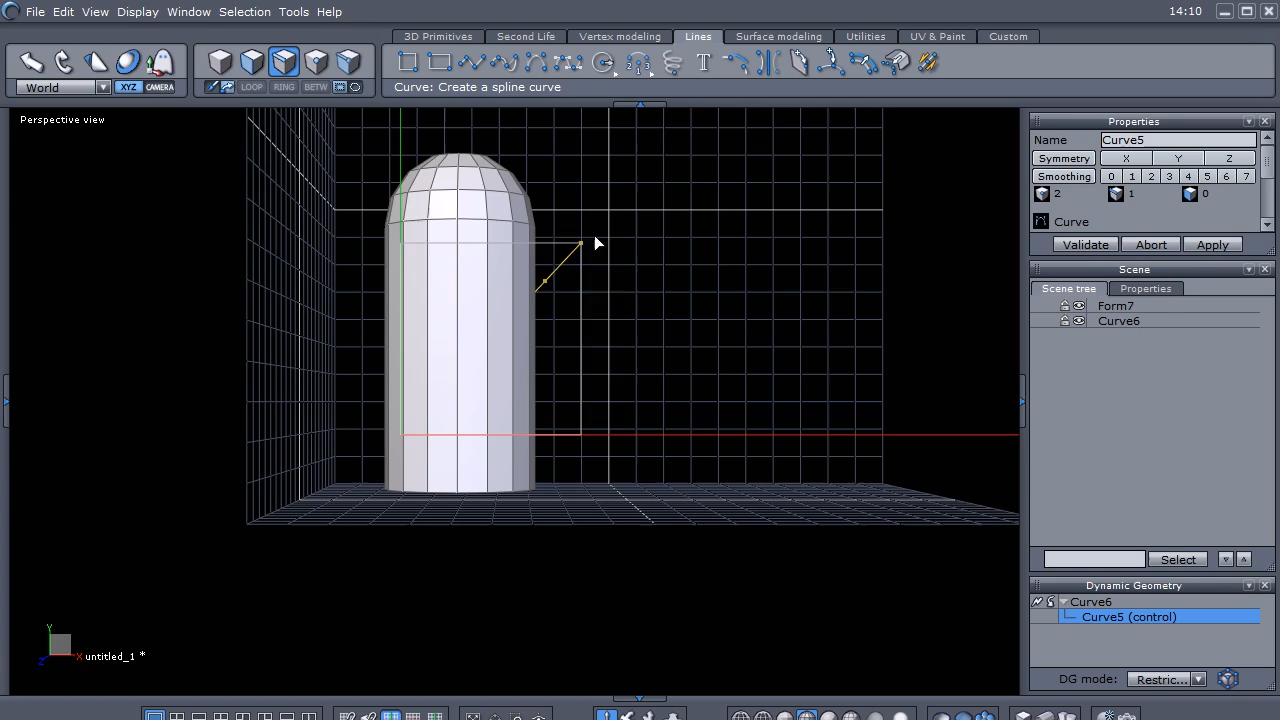 File Edit View Display Window Selection Tools Help 14:10
3D Primitives Second Life Vertex modeling Lines Surface modeling Utilities UV & Paint Custom
World XYZ CAMERA LOOP RING BETW
1 2 3
Curve: Create a spline curve
Perspective view
Properties
Name Curve5
Symmetry X Y Z
Smoothing 0 1 2 3 4 5 6 7
2 1 0
Curve
Validate Abort Apply
Scene
Scene tree Properties
Form7
Curve6
Select
Dynamic Geometry
Curve6
Curve5 (control)
DG mode: Restric...
Y
Z X untitled_1 *